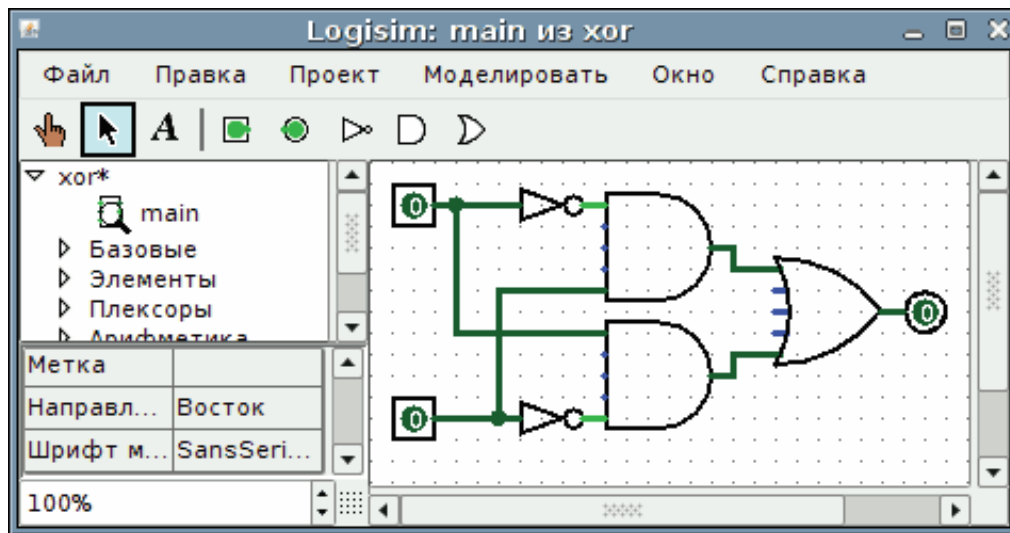 Logisim: main из xor
Файл Правка Проект Моделировать Окно Справка
A
xor*
main
Базовые
Элементы
Плексоры
Арифметика
Метка
Направл... Восток
Шрифт м... SansSeri...
100%
0
0
0